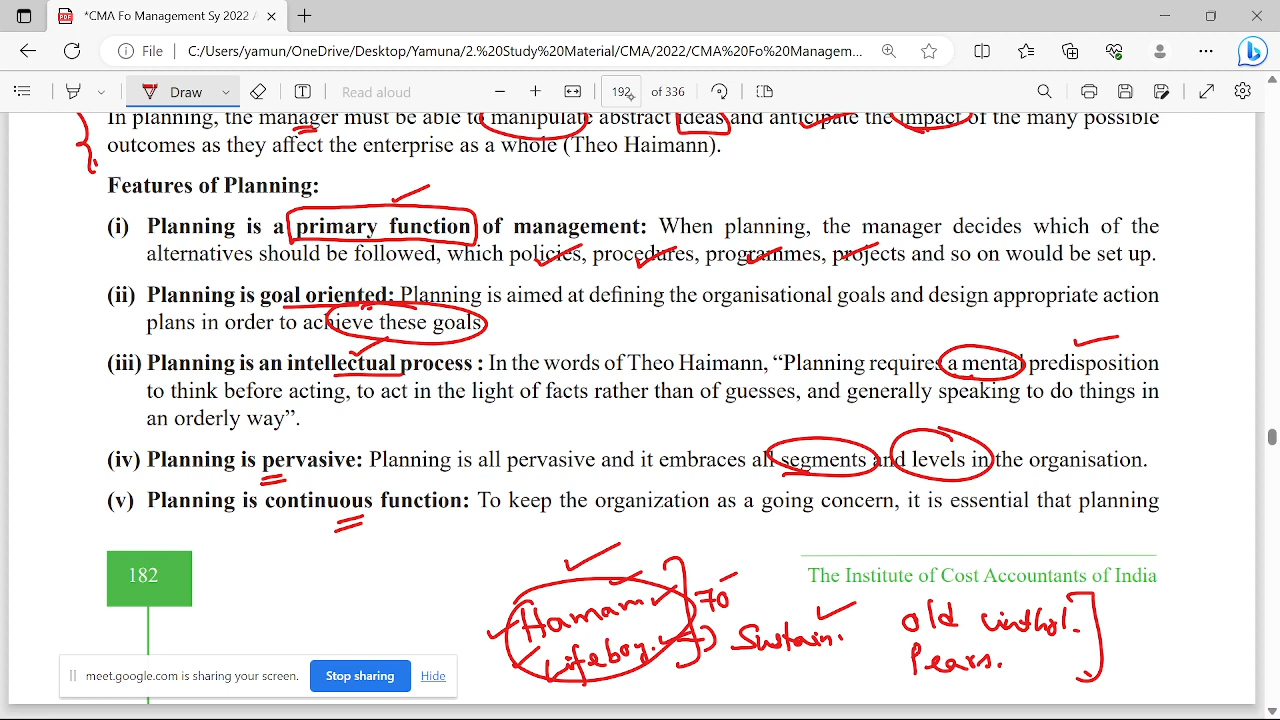 *CMA Fo Management Sy 2022 A
File
C:/Users/yamun/OneDrive/Desktop/Yamuna/2.%20Study%20Material/CMA/2022/CMA%20Fo%20Managem...
Draw
Read aloud
192 of 336
In planning, the manager must be able to manipulate abstract ideas and anticipate the impact of the many possible
outcomes as they affect the enterprise as a whole (Theo Haimann).
Features of Planning:
(i) Planning is a primary function of management: When planning, the manager decides which of the
alternatives should be followed, which policies, procedures, programmes, projects and so on would be set up.
(ii) Planning is goal oriented: Planning is aimed at defining the organisational goals and design appropriate action
plans in order to achieve these goals
(iii) Planning is an intellectual process : In the words of Theo Haimann, “Planning requires a mental predisposition
to think before acting, to act in the light of facts rather than of guesses, and generally speaking to do things in
an orderly way”.
(iv) Planning is pervasive: Planning is all pervasive and it embraces all segments and levels in the organisation.
(v) Planning is continuous function: To keep the organization as a going concern, it is essential that planning
182
The Institute of Cost Accountants of India
Hamam
70
Lifeboy.
Sustain.
old cinthol.
Pears.
meet.google.com is sharing your screen.
Stop sharing
Hide